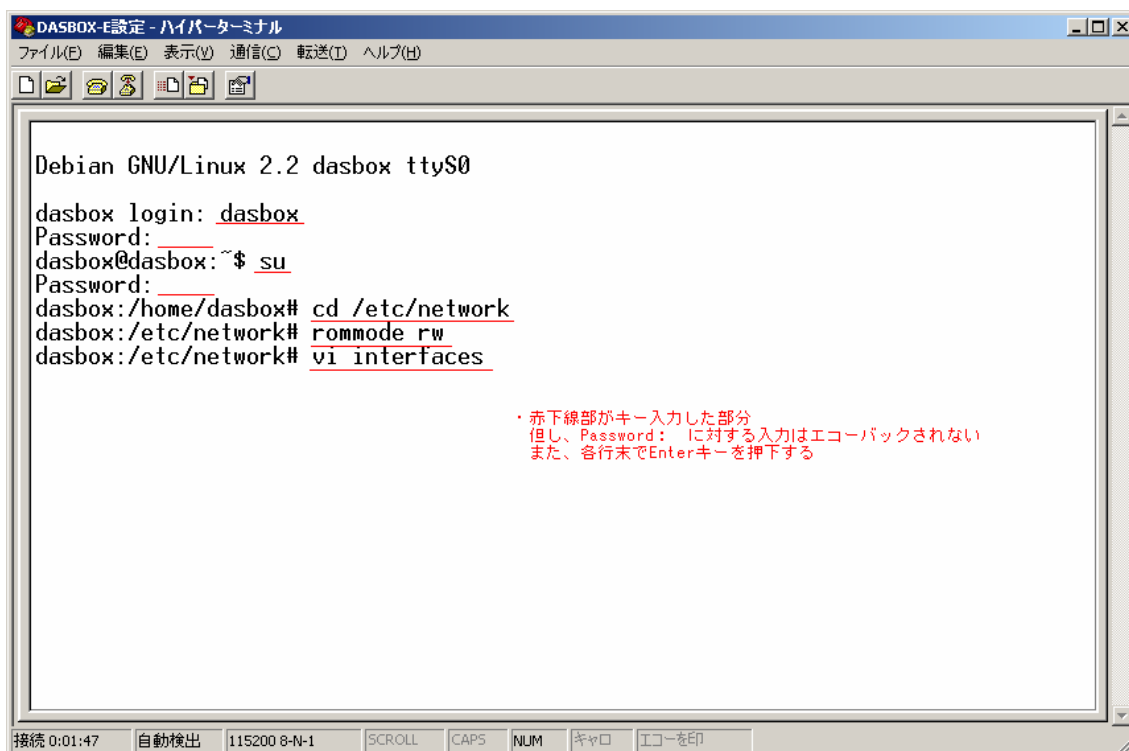 DASBOX-E設定 - ハイパーターミナル
ファイル(F) 編集(E) 表示(V) 通信(C) 転送(T) ヘルプ(H)
Debian GNU/Linux 2.2 dasbox ttyS0
dasbox login: dasbox
Password:
dasbox@dasbox:~$ su
Password:
dasbox:/home/dasbox# cd /etc/network
dasbox:/etc/network# rommode rw
dasbox:/etc/network# vi interfaces
・赤下線部がキー入力した部分
但し、Password： に対する入力はエコーバックされない
また、各行末でEnterキーを押下する
接続 0:01:47 自動検出 115200 8-N-1 SCROLL CAPS NUM キャロ エコーを印